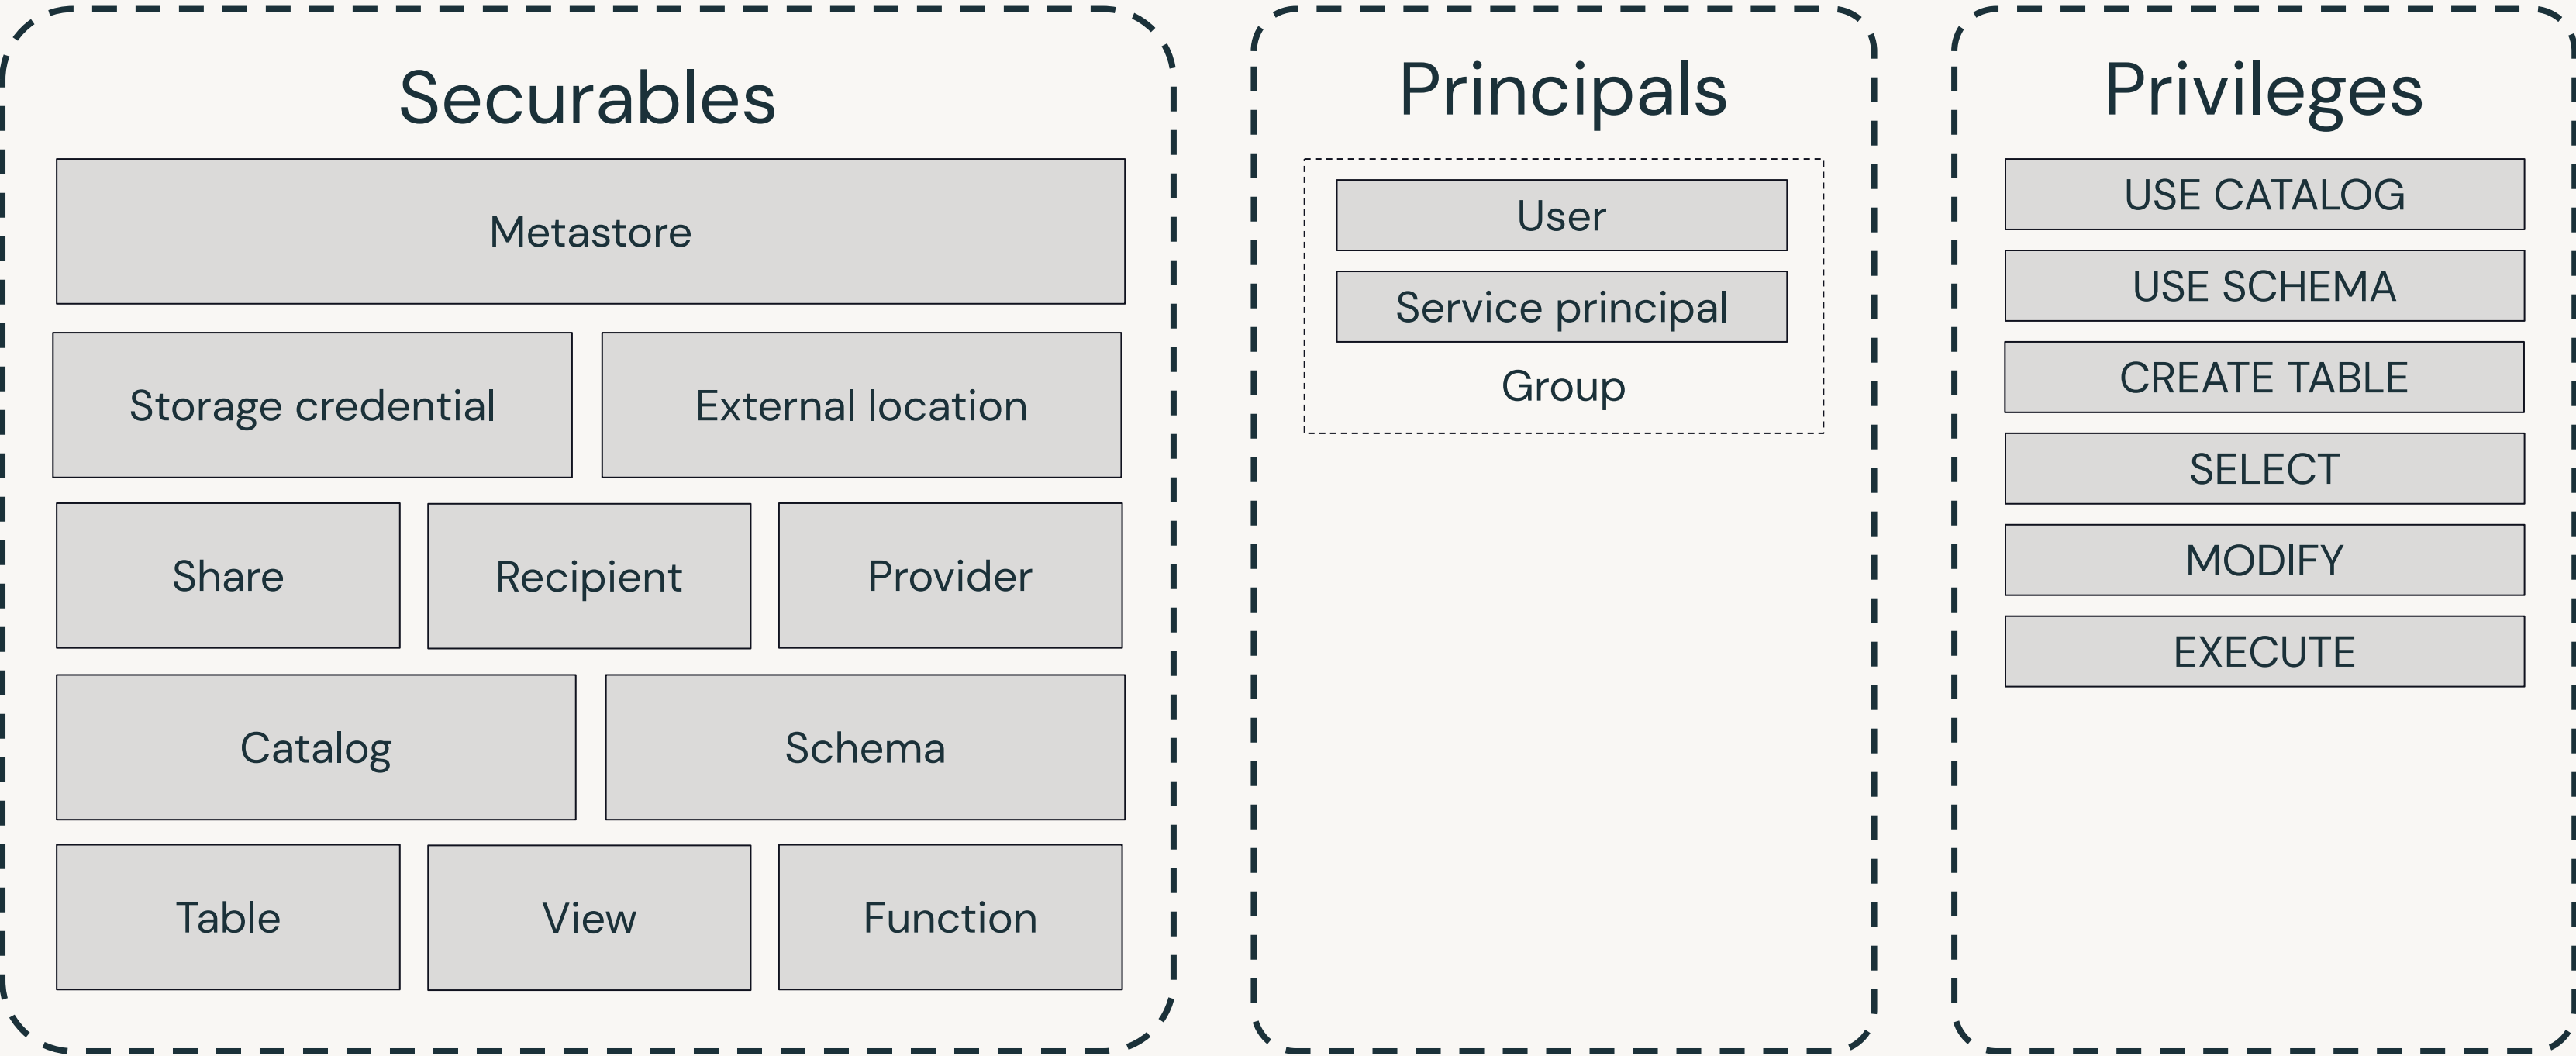 Securables
Metastore
Storage credential
External location
Share
Recipient
Provider
Catalog
Schema
Table
View
Function
Principals
User
Service principal
Group
Privileges
USE CATALOG
USE SCHEMA
CREATE TABLE
SELECT
MODIFY
EXECUTE